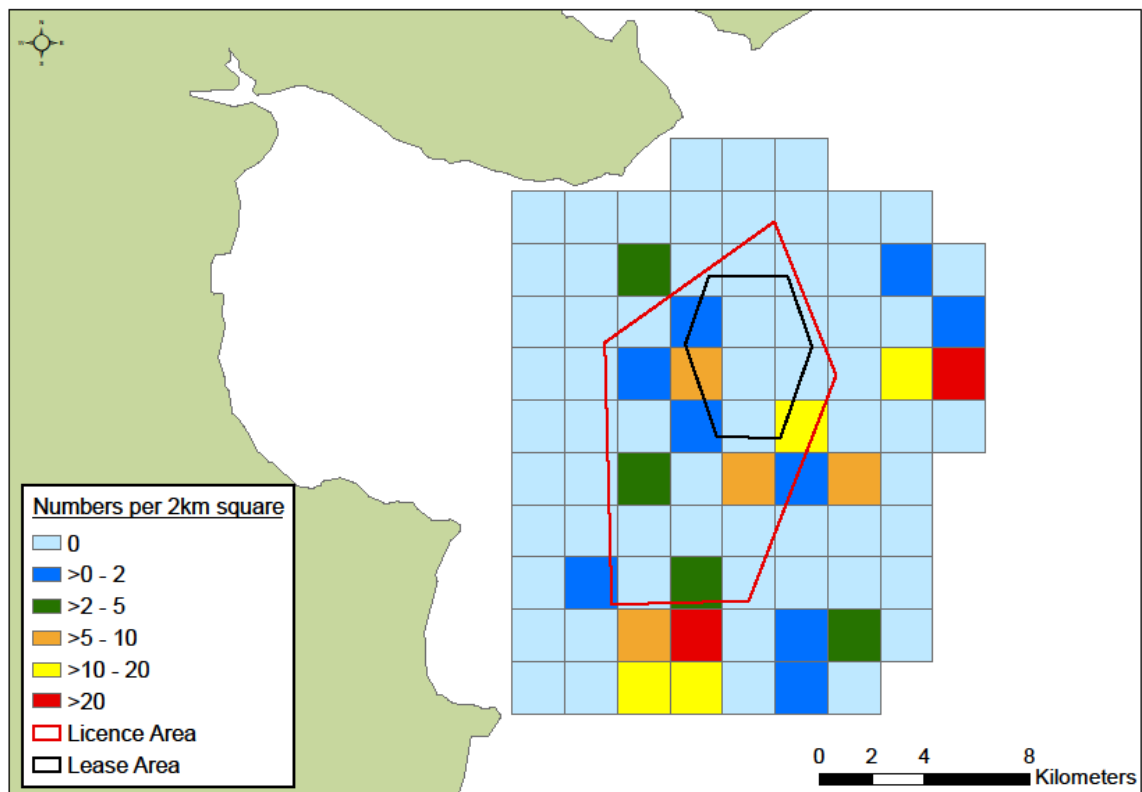 N
E
S
Numbers per 2km square
0
>0 - 2
>2 - 5
>5 - 10
>10 - 20
>20
Licence Area
Lease Area
0 2 4 8
Kilometers